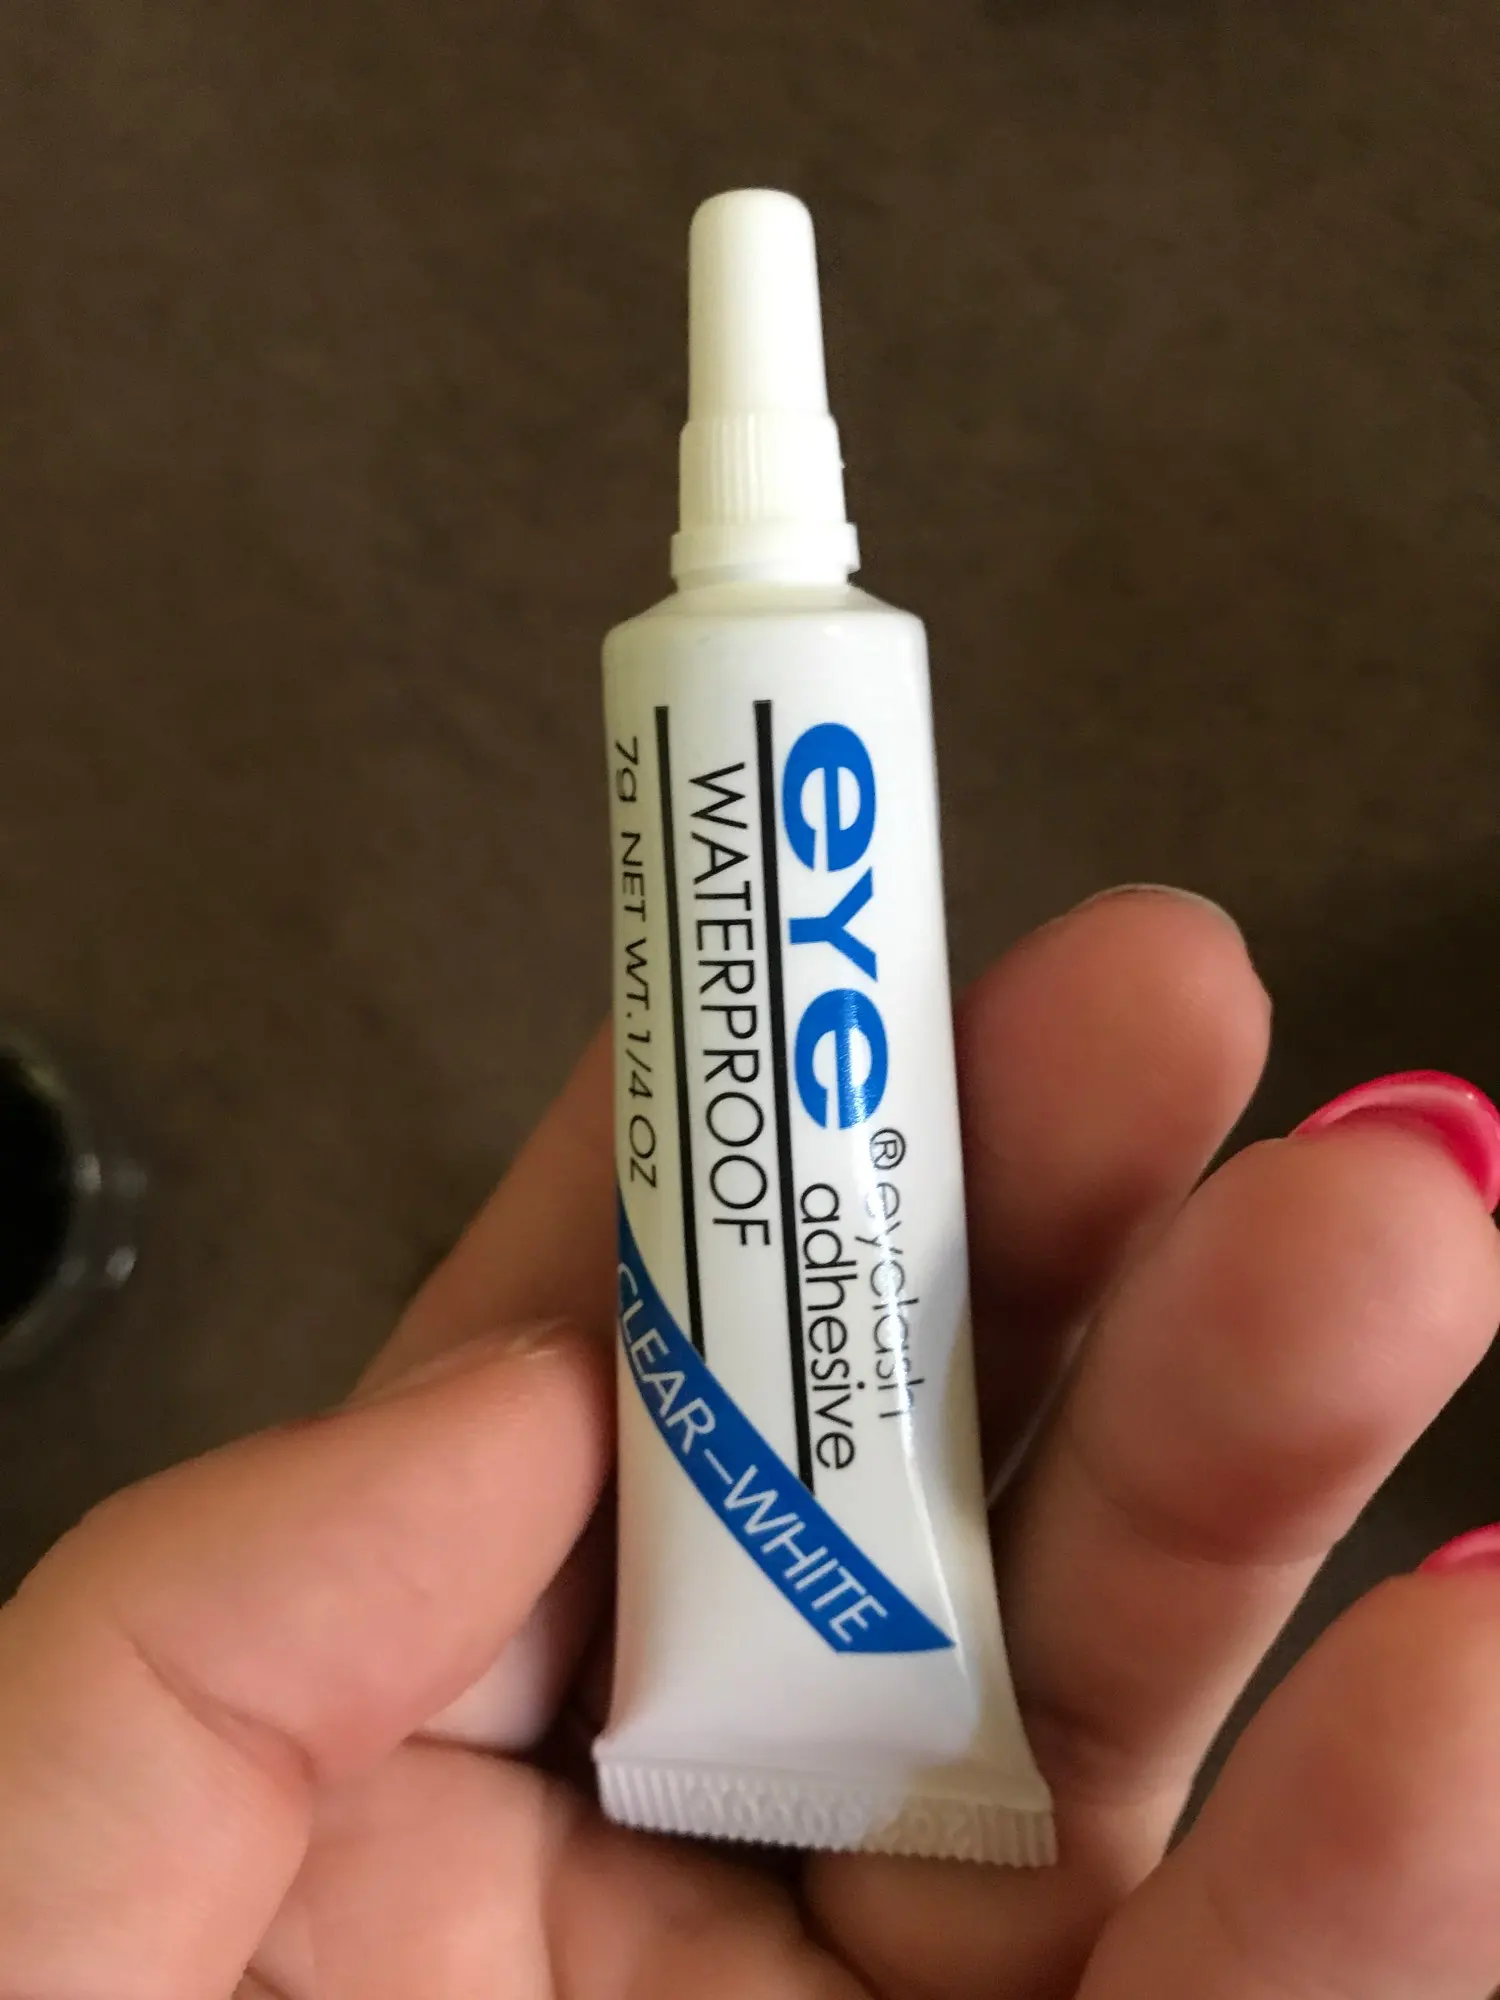 eye® eyelash
adhesive
WATERPROOF
7g NET WT.1/4 OZ
CLEAR-WHITE